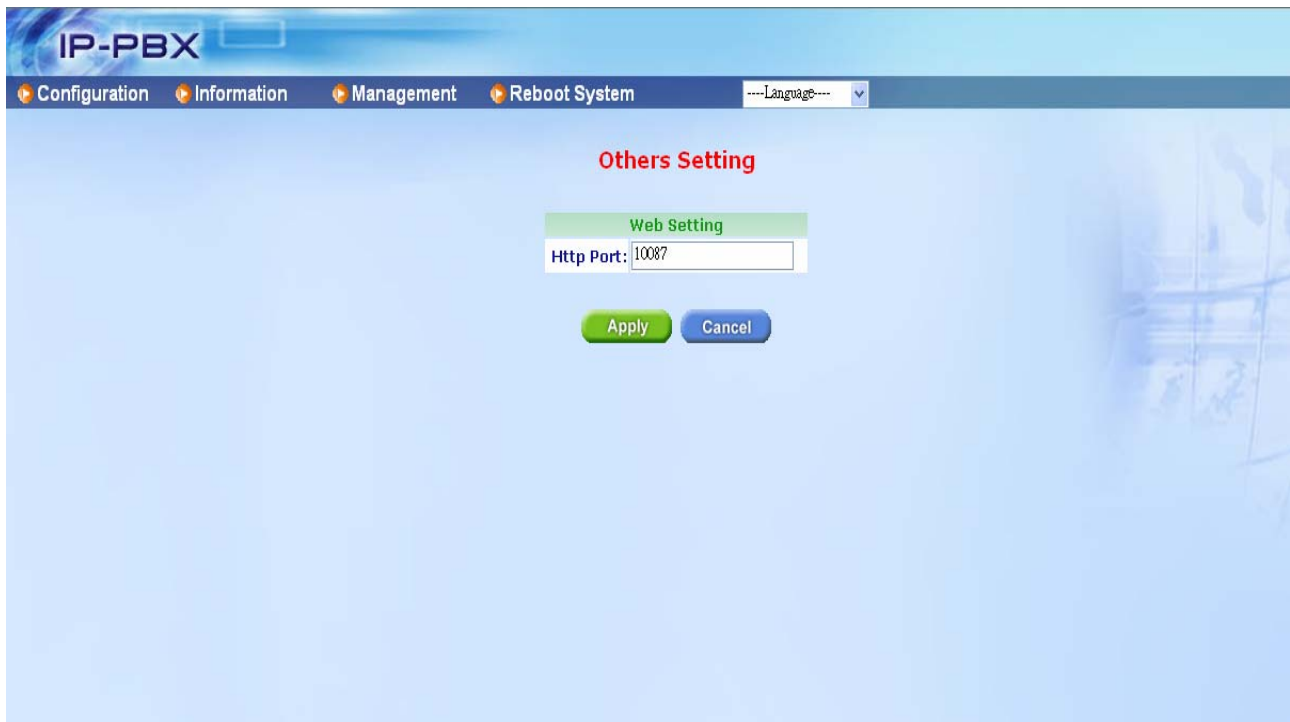 IP-PBX
Configuration Information Management Reboot System ----Language----
Others Setting
Web Setting
Http Port: 10087
Apply Cancel